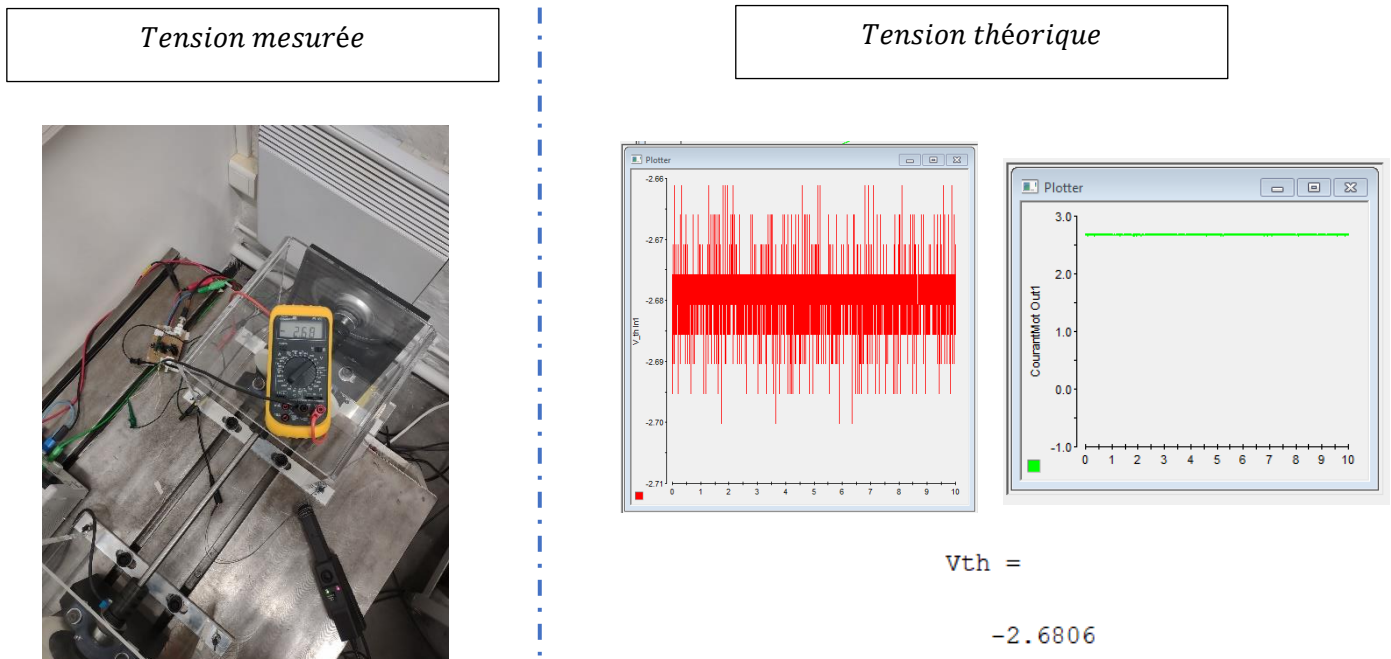 Tension mesurée
Tension théorique
2.68
Plotter
-2.66
-2.67
-2.68
-2.69
-2.70
-2.71
V_th In1
0 1 2 3 4 5 6 7 8 9 10
Plotter
3.0
2.0
1.0
0.0
-1.0
CourantMot Out1
0 1 2 3 4 5 6 7 8 9 10
Vth =
-2.6806